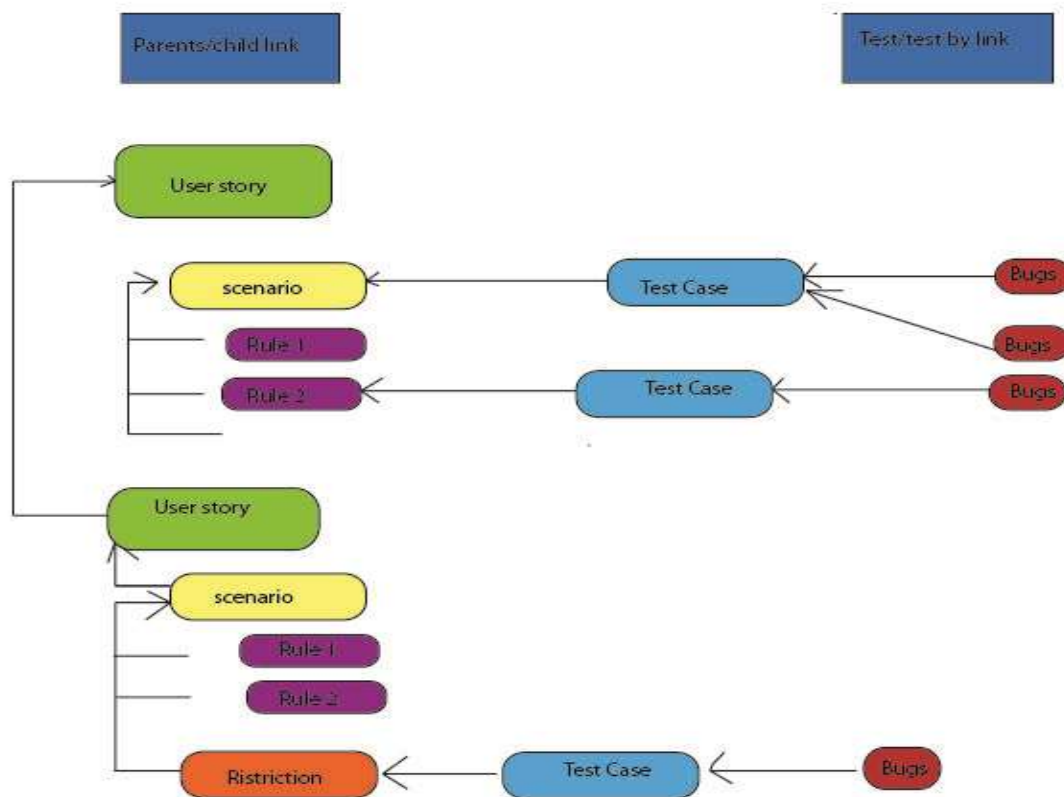 Parents/child link
Test/test by link
User story
scenario
Test Case
Bugs
Rule 1
Bugs
Rule 2
Test Case
Bugs
User story
scenario
Rule 1
Rule 2
Ristriction
Test Case
Bugs